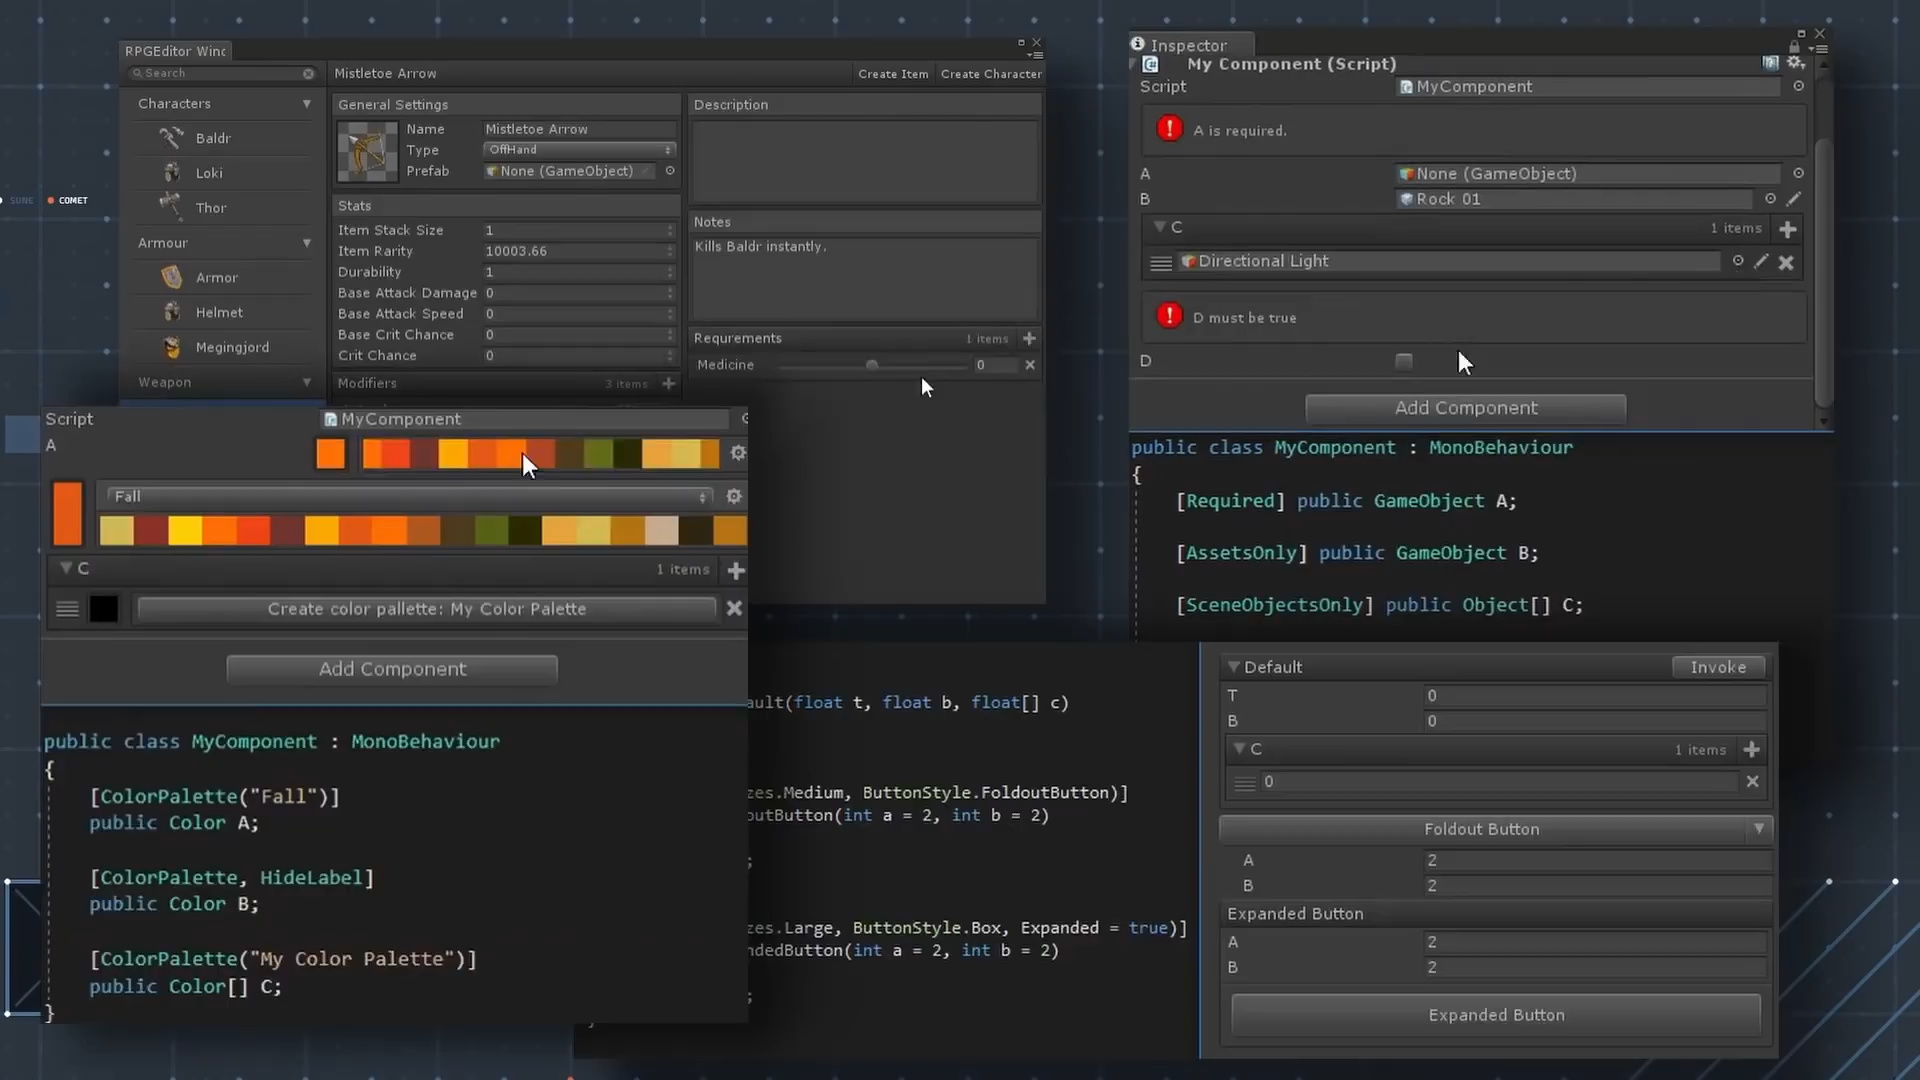 SUNE
COMET
RPGEditor Winc
Search
Characters
Baldr
Loki
Thor
Armour
Armor
Helmet
Megingjord
Weapon
Mistletoe Arrow
Create Item
Create Character
General Settings
Name
Mistletoe Arrow
Type
OffHand
Prefab
None (GameObject)
Stats
Item Stack Size
1
Item Rarity
10003.66
Durability
1
Base Attack Damage
0
Base Attack Speed
0
Base Crit Chance
0
Crit Chance
0
Modifiers
3 items
Description
Notes
Kills Baldr instantly.
Requrements
1 items
Medicine
0
Inspector
My Component (Script)
Script
MyComponent
A is required.
A
None (GameObject)
B
Rock 01
C
1 items
Directional Light
D must be true
D
Add Component
public class MyComponent : MonoBehaviour
{
[Required] public GameObject A;
[AssetsOnly] public GameObject B;
[SceneObjectsOnly] public Object[] C;
Script
MyComponent
A
Fall
C
1 items
Create color pallette: My Color Palette
Add Component
public class MyComponent : MonoBehaviour
{
[ColorPalette("Fall")]
public Color A;
[ColorPalette, HideLabel]
public Color B;
[ColorPalette("My Color Palette")]
public Color[] C;
}
ault(float t, float b, float[] c)
zes.Medium, ButtonStyle.FoldoutButton)]
outButton(int a = 2, int b = 2)
;
zes.Large, ButtonStyle.Box, Expanded = true)]
ndedButton(int a = 2, int b = 2)
;
Default
Invoke
T
0
B
0
C
1 items
0
Foldout Button
A
2
B
2
Expanded Button
A
2
B
2
Expanded Button